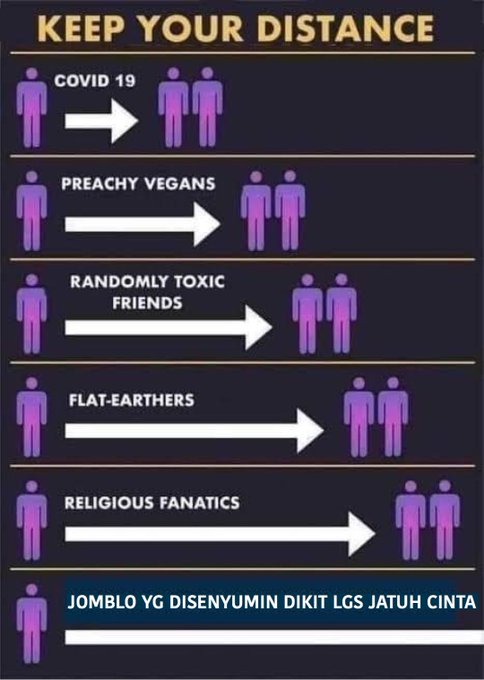 KEEP YOUR DISTANCE
COVID 19
PREACHY VEGANS
RANDOMLY TOXIC
FRIENDS
FLAT-EARTHERS
RELIGIOUS FANATICS
JOMBLO YG DISENYUMIN DIKIT LGS JATUH CINTA